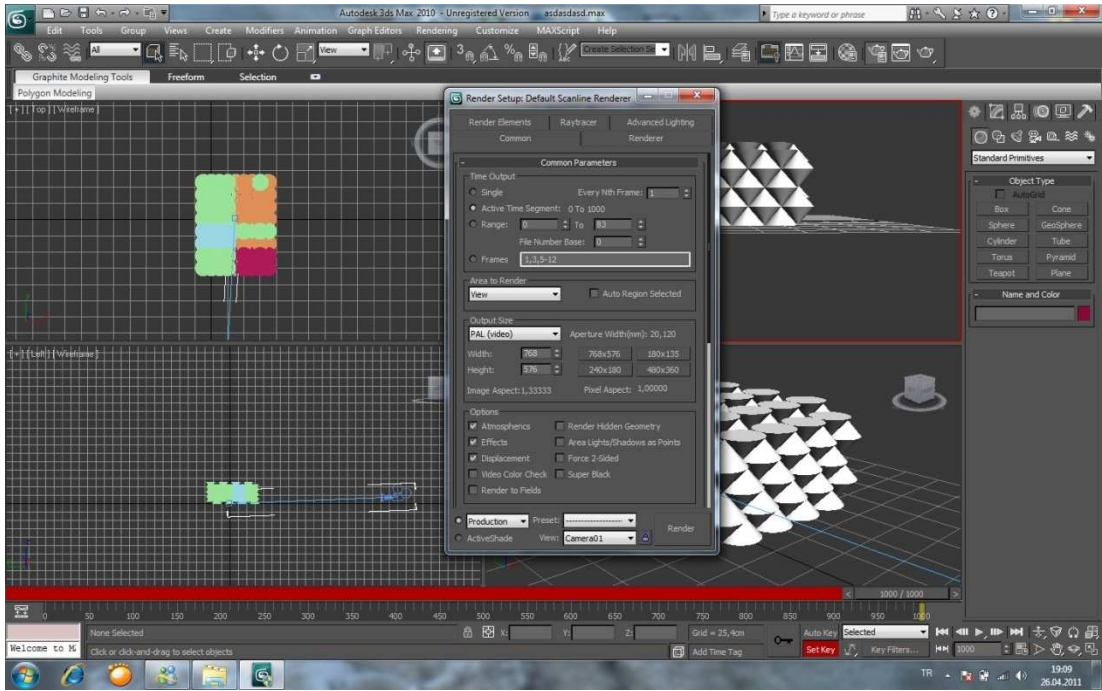 Autodesk 3ds Max 2010 - Unregistered Version asdasdasd.max
Type a keyword or phrase
Edit Tools Group Views Create Modifiers Animation Graph Editors Rendering Customize MAXScript Help
All
View
Create Selection Se
Graphite Modeling Tools Freeform Selection
Polygon Modeling
[ + ] [ Top ] [ Wireframe ]
[ + ] [ Left ] [ Wireframe ]
Render Setup: Default Scanline Renderer
Render Elements Raytracer Advanced Lighting
Common Renderer
Common Parameters
Time Output
Single Every Nth Frame: 1
Active Time Segment: 0 To 1000
Range: 0 To 83
File Number Base: 0
Frames 1,3,5-12
Area to Render
View Auto Region Selected
Output Size
PAL (video) Aperture Width(mm): 20,120
Width: 768 768x576 180x135
Height: 576 240x180 480x360
Image Aspect: 1,33333 Pixel Aspect: 1,00000
Options
Atmospherics Render Hidden Geometry
Effects Area Lights/Shadows as Points
Displacement Force 2-Sided
Video Color Check Super Black
Render to Fields
Production Preset:
Render
ActiveShade View: Camera01
Standard Primitives
Object Type
AutoGrid
Box Cone
Sphere GeoSphere
Cylinder Tube
Torus Pyramid
Teapot Plane
Name and Color
1000 / 1000
0 50 100 150 200 250 300 350 400 450 500 550 600 650 700 750 800 850 900 950 1000
None Selected X: Y: Z: Grid = 25,4cm Auto Key Selected
Welcome to M Click or click-and-drag to select objects Add Time Tag Set Key Key Filters... 1000
TR 19:09
26.04.2011